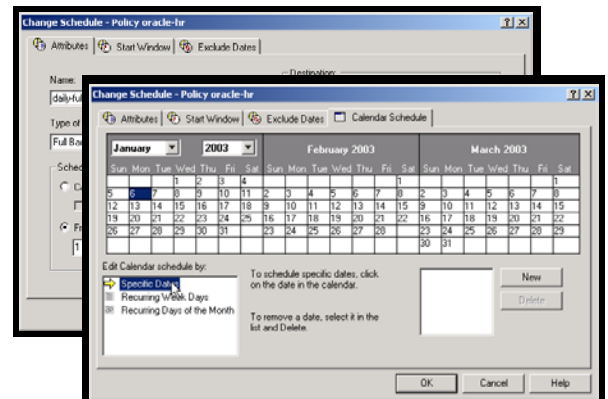 Change Schedule - Policy oracle-hr
Attributes Start Window Exclude Dates
Name: Destination:
Type of
Full Ba
Sched
Change Schedule - Policy oracle-hr
Attributes Start Window Exclude Dates Calendar Schedule
January 2003 February 2003 March 2003
Sun Mon Tue Wed Thu Fri Sat Sun Mon Tue Wed Thu Fri Sat Sun Mon Tue Wed Thu Fri Sat
1 2 3 4 1 1
5 6 7 8 9 10 11 2 3 4 5 6 7 8 2 3 4 5 6 7 8
12 13 14 15 16 17 18 9 10 11 12 13 14 15 9 10 11 12 13 14 15
19 20 21 22 23 24 25 16 17 18 19 20 21 22 16 17 18 19 20 21 22
26 27 28 29 30 31 23 24 25 26 27 28 23 24 25 26 27 28 29
30 31
Edit Calendar schedule by:
Specific Dates
Recurring Week Days
Recurring Days of the Month
To schedule specific dates, click
on the date in the calendar.
To remove a date, select it in the
list and Delete.
New
Delete
OK Cancel Help